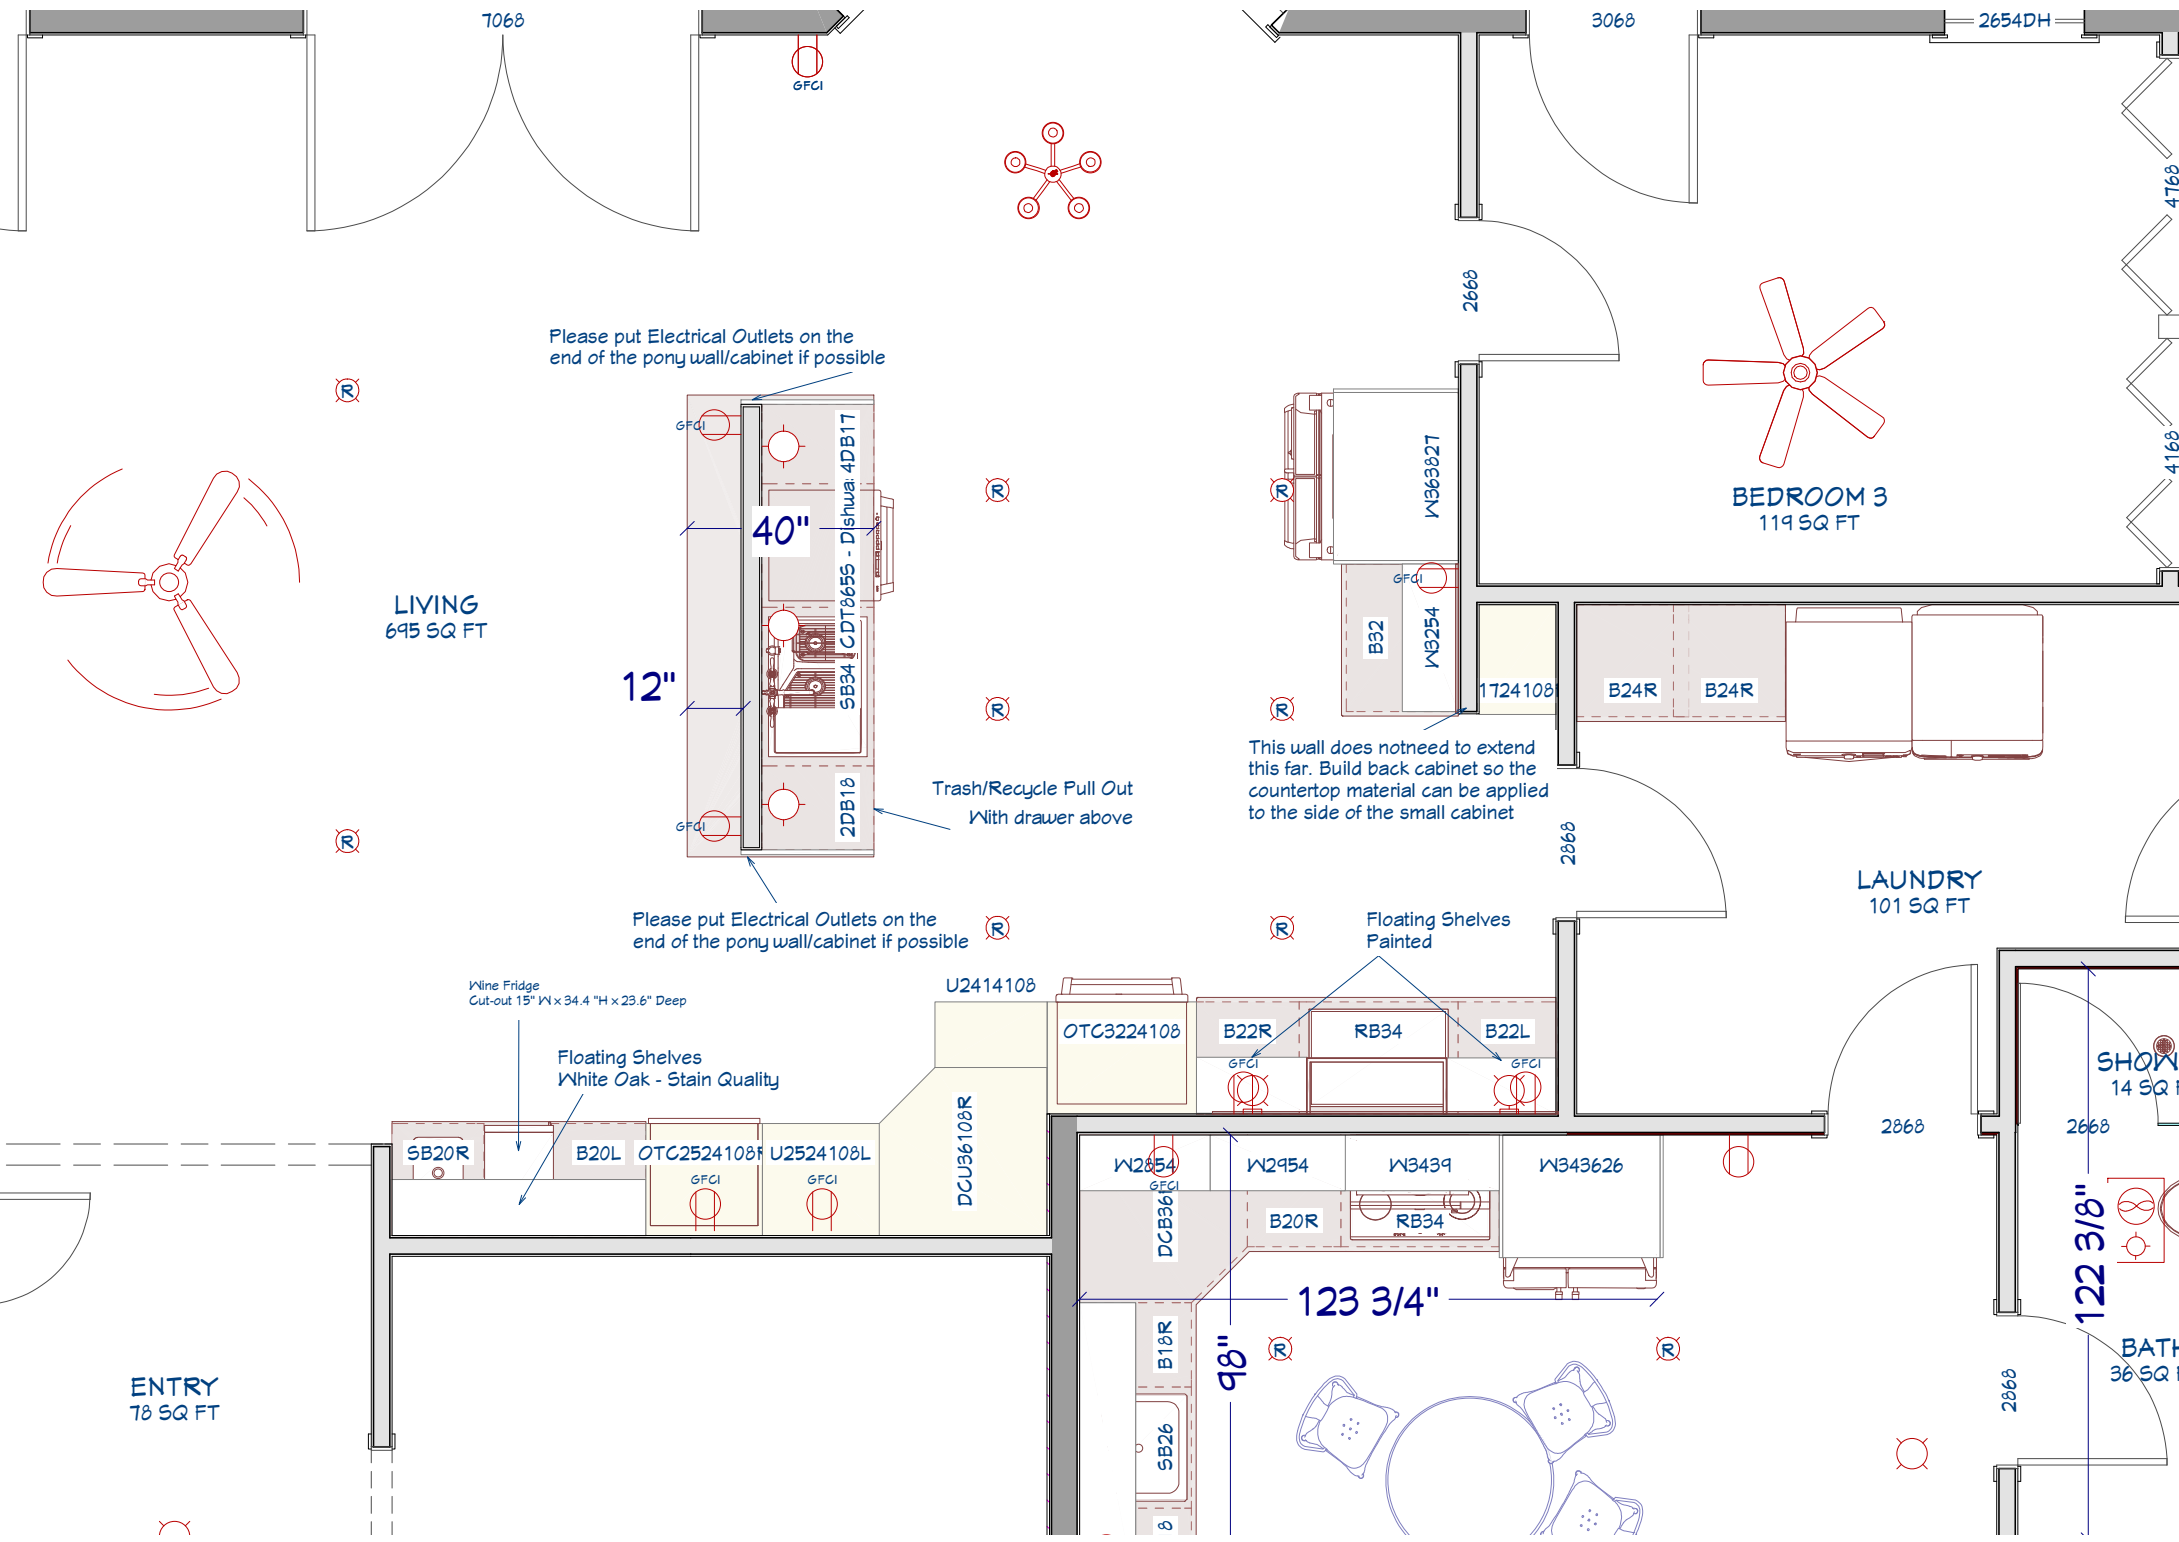 7068
3068
2654DH
GFCI
4768
2668
Please put Electrical Outlets on the
end of the pony wall/cabinet if possible
R
GFCI
SB34 CDT865S - Dishwa: 4DB17
W363827
4168
R
R
BEDROOM 3
119 SQ FT
40"
GFCI
LIVING
695 SQ FT
B32
W3254
12"
1724108
B24R
B24R
R
R
This wall does notneed to extend
this far. Build back cabinet so the
countertop material can be applied
to the side of the small cabinet
Trash/Recycle Pull Out
With drawer above
2DB18
GFCI
R
2868
LAUNDRY
101 SQ FT
Please put Electrical Outlets on the
end of the pony wall/cabinet if possible
R
R
Floating Shelves
Painted
Wine Fridge
Cut-out 15" W x 34.4 "H x 23.6" Deep
U2414108
OTC3224108
B22R
RB34
B22L
Floating Shelves
White Oak - Stain Quality
GFCI
GFCI
SHOW
14 SQ F
DCU36108R
2868
2668
SB20R
B20L
OTC2524108R
U2524108L
GFCI
GFCI
W2854
GFCI
W2954
W3439
W343626
DCB36
B20R
RB34
122 3/8"
123 3/4"
B18R
98"
R
R
BATH
36 SQ F
ENTRY
78 SQ FT
2868
SB26
8